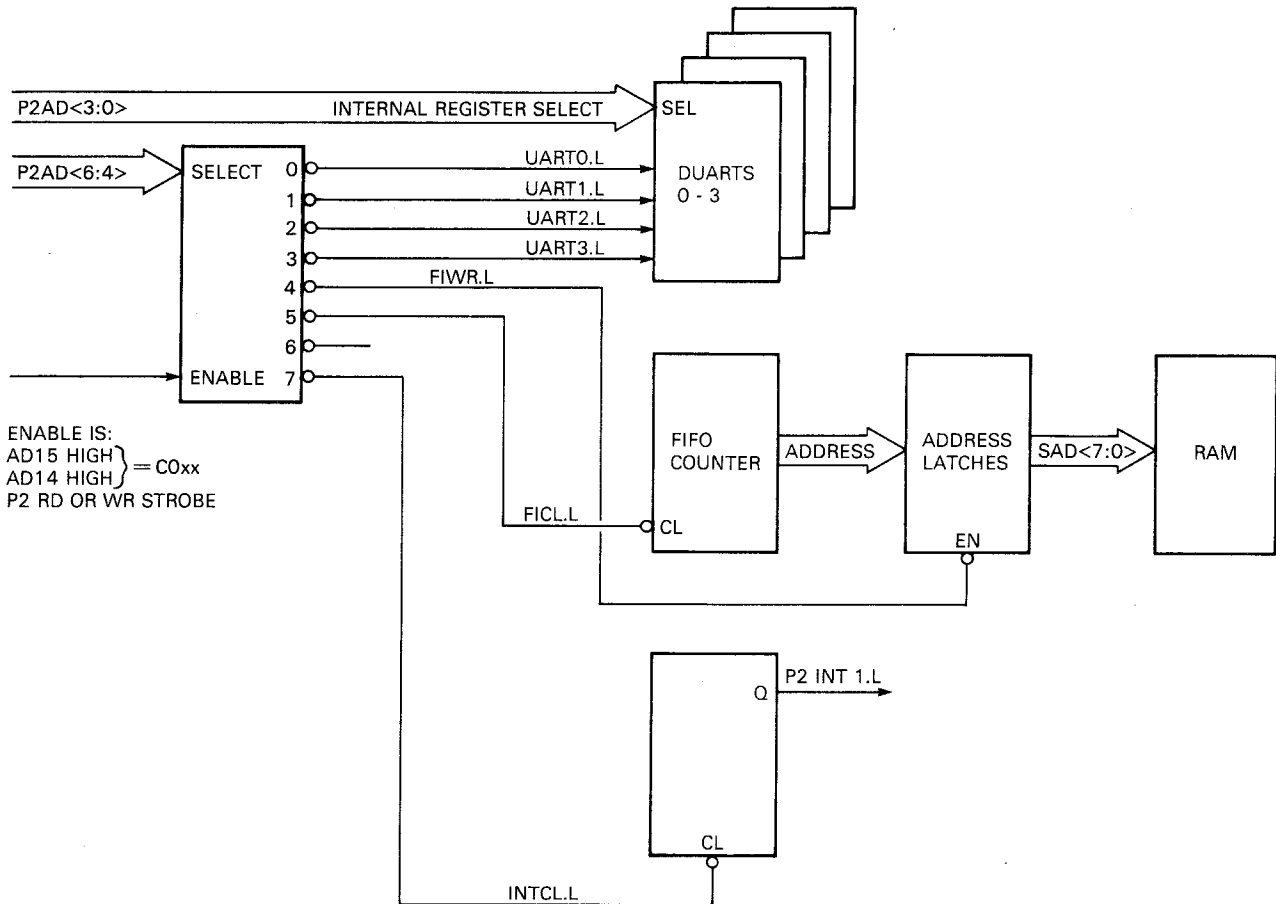 P2AD<3:0>
INTERNAL REGISTER SELECT
SEL
P2AD<6:4>
SELECT
0
UART0.L
DUARTS
0 - 3
1
UART1.L
2
UART2.L
3
UART3.L
4
FIWR.L
5
6
ENABLE
7
ENABLE IS:
AD15 HIGH
AD14 HIGH
} = C0xx
P2 RD OR WR STROBE
FIFO
COUNTER
ADDRESS
ADDRESS
LATCHES
SAD<7:0>
RAM
FICL.L
CL
EN
Q
P2 INT 1.L
CL
INTCL.L